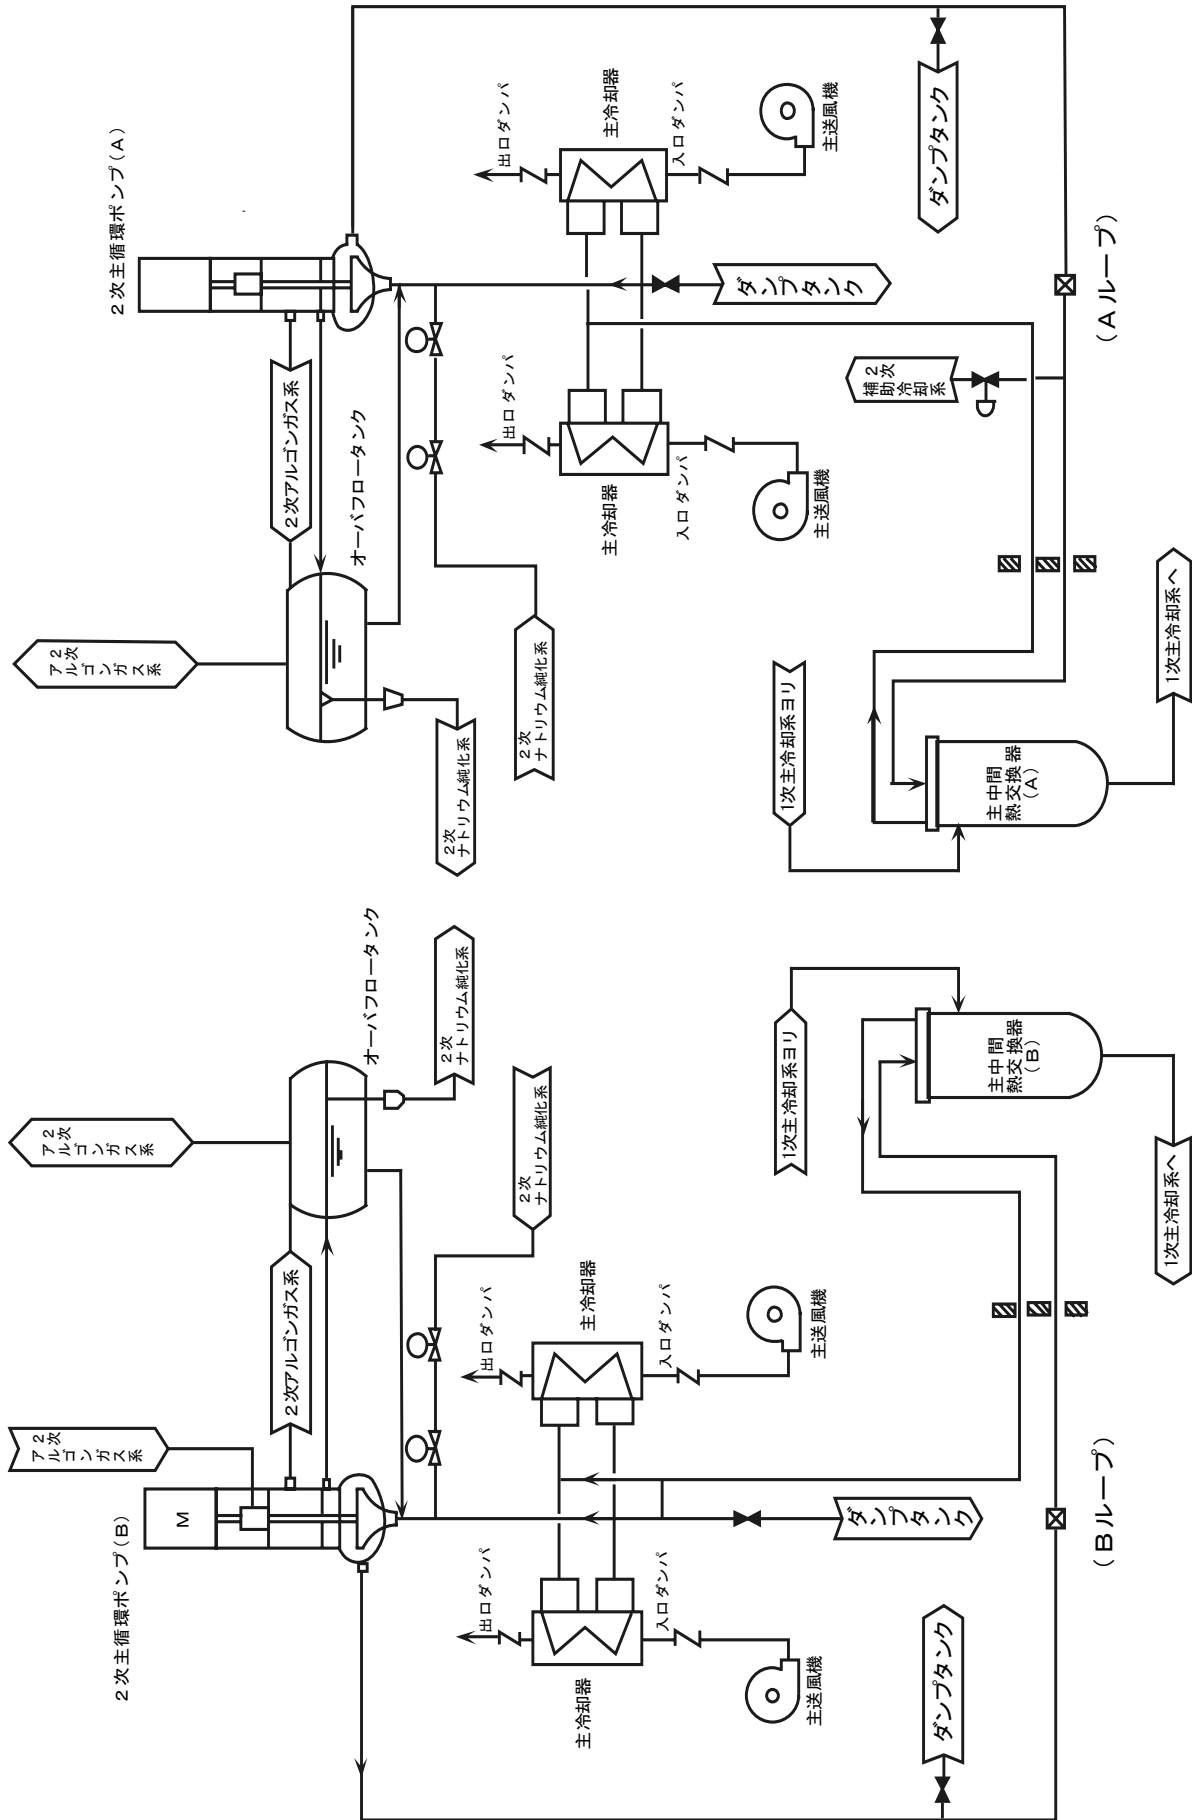 2次主循環ポンプ(A)
主冷却器
出口ダンパ
入口ダンパ
主送風機
ダンプタンク
(Aループ)
ダンプタンク
2次アルゴンガス系
オーバフロータンク
出口ダンパ
主冷却器
入口ダンパ
主送風機
2次
補助冷却系
2次
アルゴンガス系
2次
ナトリウム純化系
2次
ナトリウム純化系
1次主冷却系ヨリ
主中間
熱交換器
(A)
1次主冷却系へ
オーバフロータンク
2次
ナトリウム純化系
2次
アルゴンガス系
2次
ナトリウム純化系
1次主冷却系ヨリ
主中間
熱交換器
(B)
1次主冷却系へ
2次アルゴンガス系
2次
アルゴンガス系
主冷却器
出口ダンパ
入口ダンパ
主送風機
M
2次主循環ポンプ(B)
ダンプタンク
(Bループ)
出口ダンパ
主冷却器
入口ダンパ
主送風機
ダンプタンク